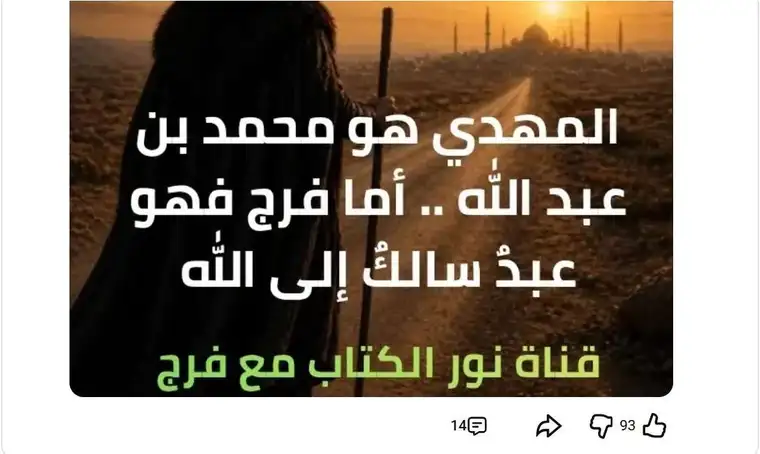 المهدي هو محمد بن
عبد الله .. أما فرج فهو
عبدٌ سالكٌ إلى الله
قناة نور الكتاب مع فرج
93
14